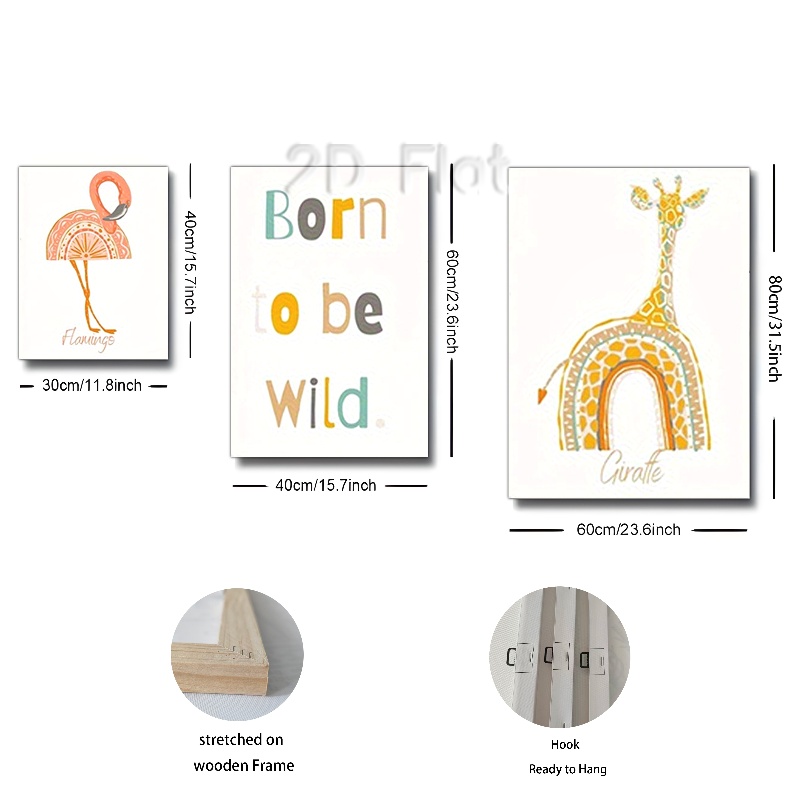 2D Flat
Born
to be
Wild.
Flamingo
Giraffe
40cm/15.7inch
30cm/11.8inch
60cm/23.6inch
40cm/15.7inch
80cm/31.5inch
60cm/23.6inch
stretched on
wooden Frame
Hook
Ready to Hang